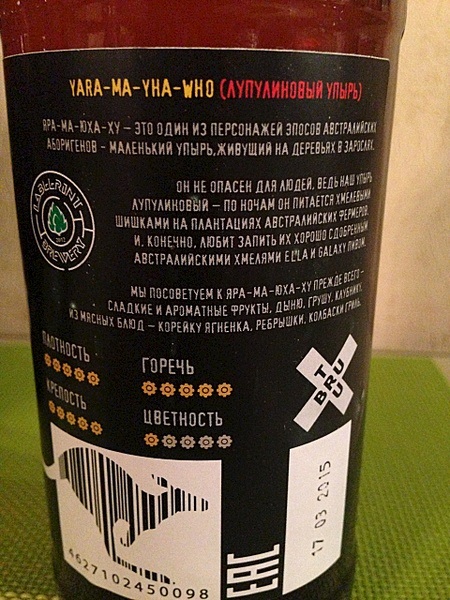 YARA-MA-YHA-WHO (ЛУПУЛИНОВЫЙ УПЫРЬ)
ЯРА-МА-ЮХА-ХУ – ЭТО ОДИН ИЗ ПЕРСОНАЖЕЙ ЭПОСОВ АВСТРАЛИЙСКИХ
АБОРИГЕНОВ - МАЛЕНЬКИЙ УПЫРЬ, ЖИВУЩИЙ НА ДЕРЕВЬЯХ В ЗАРОСЛЯХ.
ОН НЕ ОПАСЕН ДЛЯ ЛЮДЕЙ, ВЕДЬ НАШ УПЫРЬ
ЛУПУЛИНОВЫЙ – ПО НОЧАМ ОН ПИТАЕТСЯ ХМЕЛЕВЫМИ
ШИШКАМИ НА ПЛАНТАЦИЯХ АВСТРАЛИЙСКИХ ФЕРМЕРОВ,
И, КОНЕЧНО, ЛЮБИТ ЗАПИТЬ ИХ ХОРОШО СДОБРЕННЫМ
АВСТРАЛИЙСКИМИ ХМЕЛЯМИ ELLA И GALAXY ПИВОМ.
LABEERINT
BREWERY
2012
МЫ ПОСОВЕТУЕМ К ЯРА-МА-ЮХА-ХУ ПРЕЖДЕ ВСЕГО –
СЛАДКИЕ И АРОМАТНЫЕ ФРУКТЫ, ДЫНЮ, ГРУШУ, КЛУБНИКУ.
ИЗ МЯСНЫХ БЛЮД – КОРЕЙКУ ЯГНЕНКА, РЕБРЫШКИ, КОЛБАСКИ ГРИЛЬ.
ПЛОТНОСТЬ
ГОРЕЧЬ
КРЕПОСТЬ
ЦВЕТНОСТЬ
TRUU
BRU
17 03 2015
4627102450098
EAC